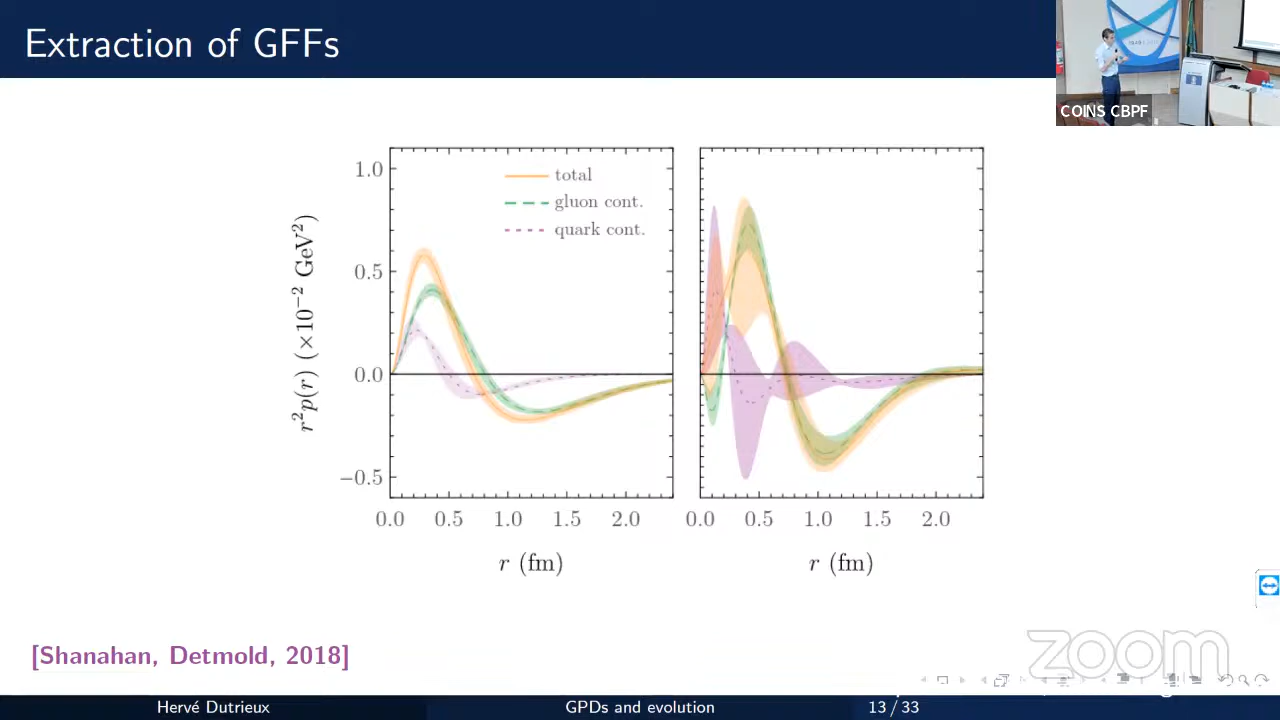 Extraction of GFFs
COINS CBPF
total
gluon cont.
quark cont.
r²p(r) (×10⁻² GeV²)
1.0
0.5
0.0
−0.5
0.0 0.5 1.0 1.5 2.0
0.0 0.5 1.0 1.5 2.0
r (fm)
r (fm)
[Shanahan, Detmold, 2018]
zoom
Hervé Dutrieux GPDs and evolution 13 / 33